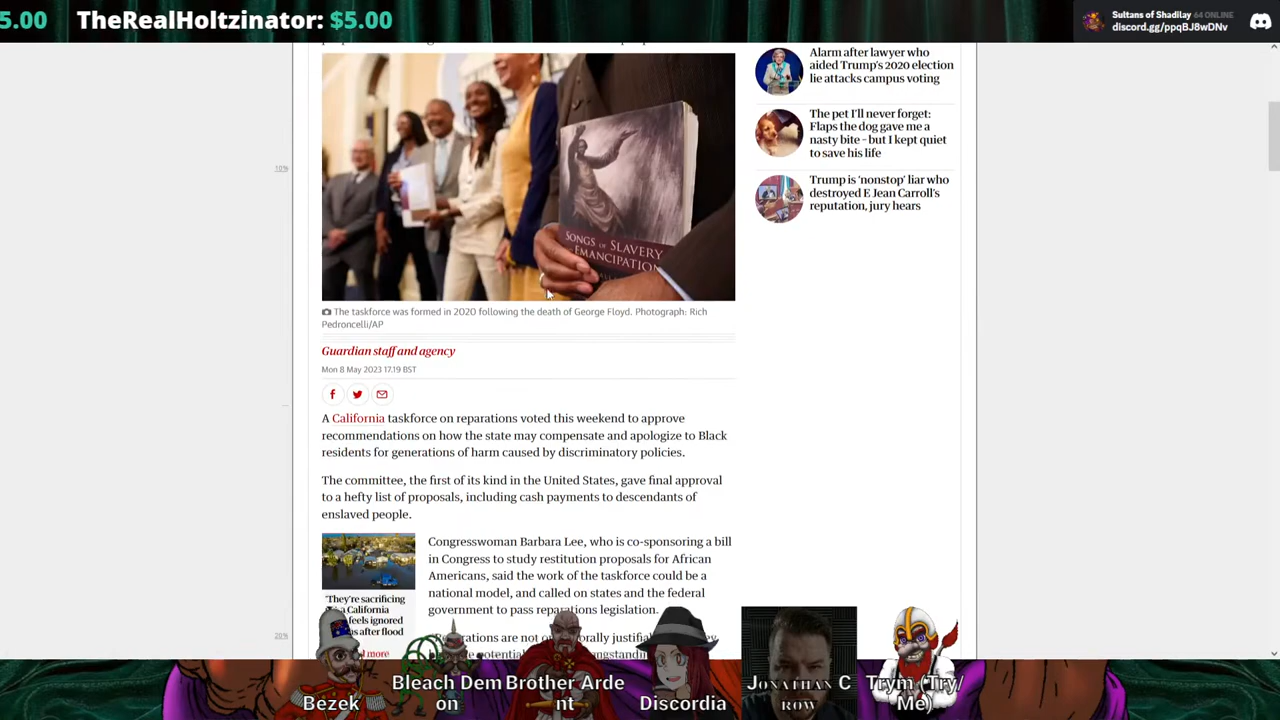 5.00 TheRealHoltzinator: $5.00
Sultans of Shadilay 64 ONLINE
discord.gg/ppqBJ8wDNv
SONGS OF SLAVERY
EMANCIPATION
The taskforce was formed in 2020 following the death of George Floyd. Photograph: Rich
Pedroncelli/AP
Guardian staff and agency
Mon 8 May 2023 17.19 BST
A California taskforce on reparations voted this weekend to approve
recommendations on how the state may compensate and apologize to Black
residents for generations of harm caused by discriminatory policies.
The committee, the first of its kind in the United States, gave final approval
to a hefty list of proposals, including cash payments to descendants of
enslaved people.
Congresswoman Barbara Lee, who is co-sponsoring a bill
in Congress to study restitution proposals for African
Americans, said the work of the taskforce could be a
national model, and called on states and the federal
government to pass reparations legislation.
'They're sacrificing
a California
feels ignored
after flood
Alarm after lawyer who
aided Trump's 2020 election
lie attacks campus voting
The pet I'll never forget:
Flaps the dog gave me a
nasty bite – but I kept quiet
to save his life
Trump is 'nonstop' liar who
destroyed E Jean Carroll's
reputation, jury hears
10%
20%
Bezek
Bleach Dem
on
Brother Arde
nt
Discordia
JONATHAN C
ROW
Trym (Try/
Me)